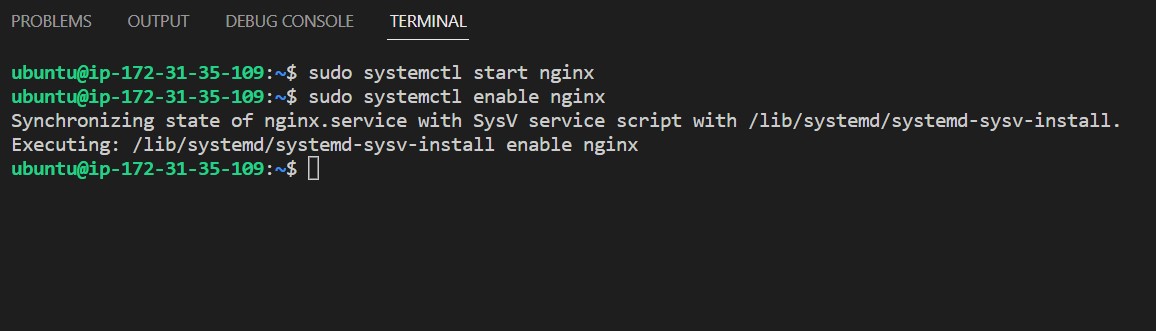 PROBLEMS OUTPUT DEBUG CONSOLE TERMINAL
ubuntu@ip-172-31-35-109:~$ sudo systemctl start nginx
ubuntu@ip-172-31-35-109:~$ sudo systemctl enable nginx
Synchronizing state of nginx.service with SysV service script with /lib/systemd/systemd-sysv-install.
Executing: /lib/systemd/systemd-sysv-install enable nginx
ubuntu@ip-172-31-35-109:~$